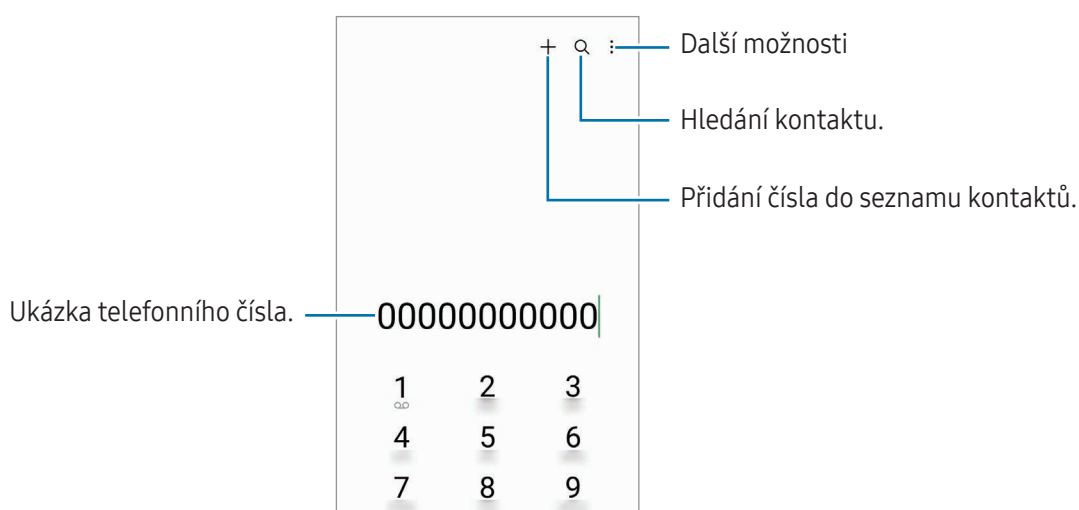 Další možnosti
Hledání kontaktu.
Přidání čísla do seznamu kontaktů.
Ukázka telefonního čísla.
00000000000
1 2 3
4 5 6
7 8 9